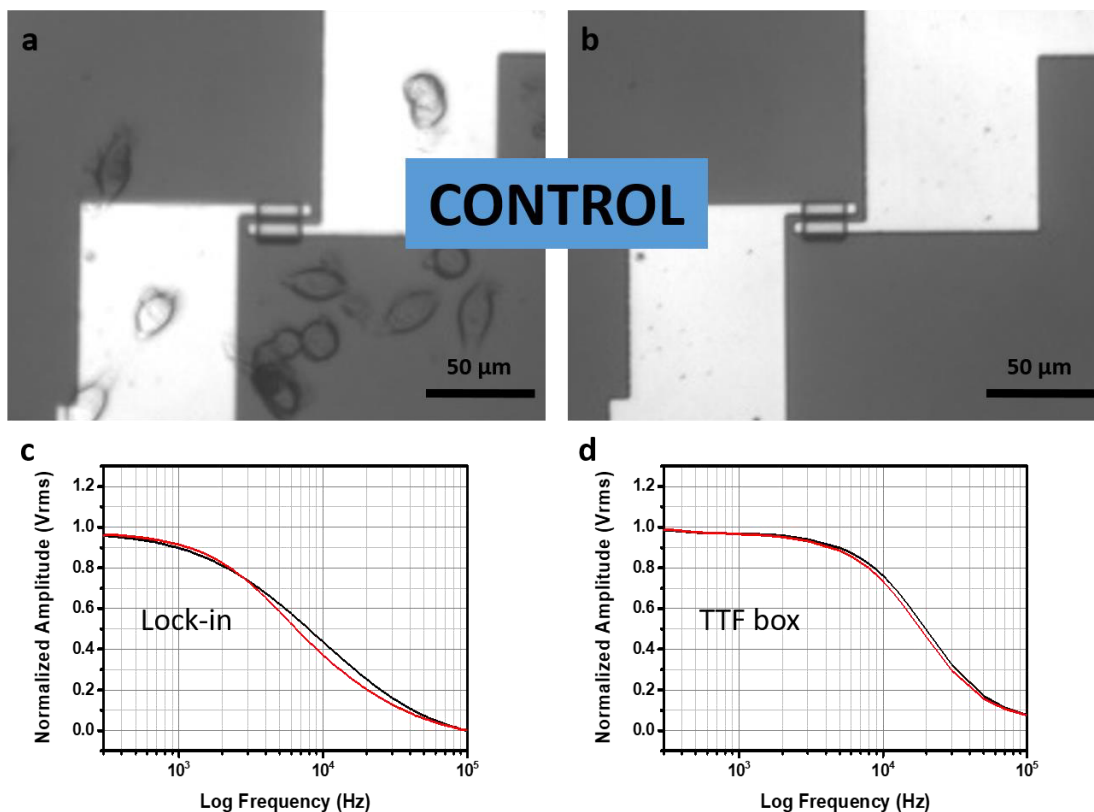 a
b
CONTROL
50 µm
50 µm
c
d
Normalized Amplitude (Vrms)
1.2
1.0
0.8
0.6
0.4
0.2
0.0
Lock-in
10³
10⁴
10⁵
Log Frequency (Hz)
Normalized Amplitude (Vrms)
1.2
1.0
0.8
0.6
0.4
0.2
0.0
TTF box
10³
10⁴
10⁵
Log Frequency (Hz)